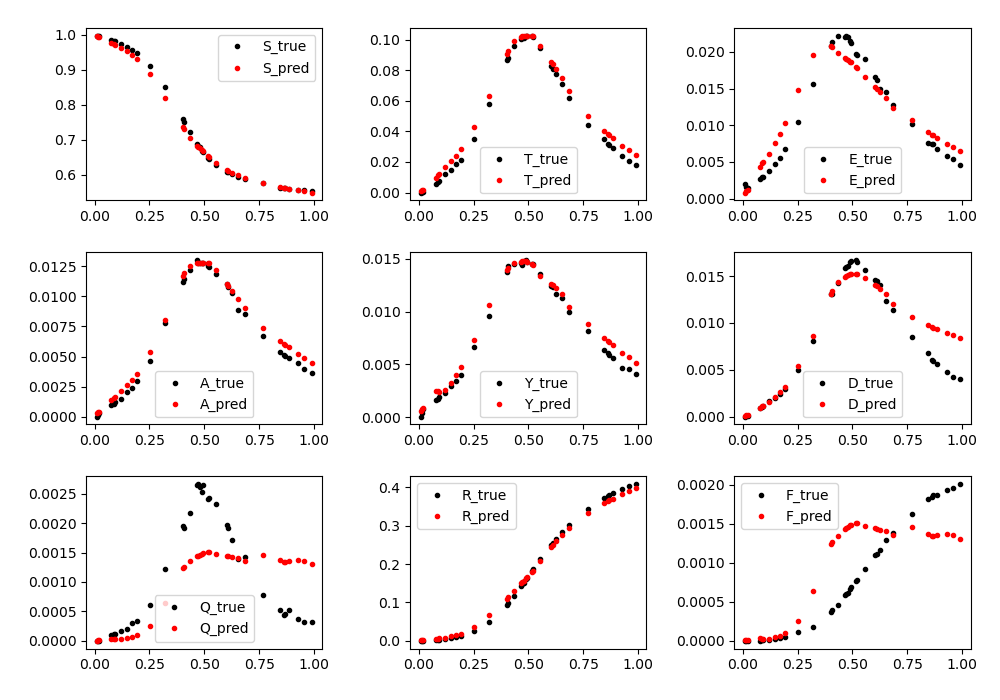 1.0
0.9
0.8
0.7
0.6
S_true
S_pred
0.00 0.25 0.50 0.75 1.00
0.10
0.08
0.06
0.04
0.02
0.00
T_true
T_pred
0.00 0.25 0.50 0.75 1.00
0.020
0.015
0.010
0.005
0.000
E_true
E_pred
0.00 0.25 0.50 0.75 1.00
0.0125
0.0100
0.0075
0.0050
0.0025
0.0000
A_true
A_pred
0.00 0.25 0.50 0.75 1.00
0.015
0.010
0.005
0.000
Y_true
Y_pred
0.00 0.25 0.50 0.75 1.00
0.015
0.010
0.005
0.000
D_true
D_pred
0.00 0.25 0.50 0.75 1.00
0.0025
0.0020
0.0015
0.0010
0.0005
0.0000
Q_true
Q_pred
0.00 0.25 0.50 0.75 1.00
0.4
0.3
0.2
0.1
0.0
R_true
R_pred
0.00 0.25 0.50 0.75 1.00
0.0020
0.0015
0.0010
0.0005
0.0000
F_true
F_pred
0.00 0.25 0.50 0.75 1.00